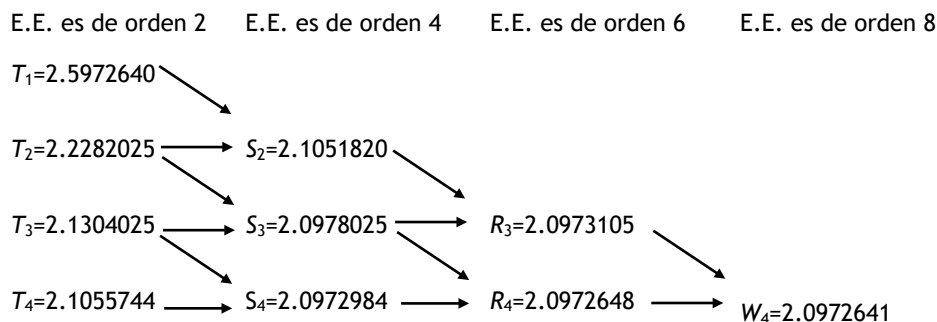 E.E. es de orden 2 E.E. es de orden 4 E.E. es de orden 6 E.E. es de orden 8
T₁=2.5972640
T₂=2.2282025 S₂=2.1051820
T₃=2.1304025 S₃=2.0978025 R₃=2.0973105
T₄=2.1055744 S₄=2.0972984 R₄=2.0972648 W₄=2.0972641